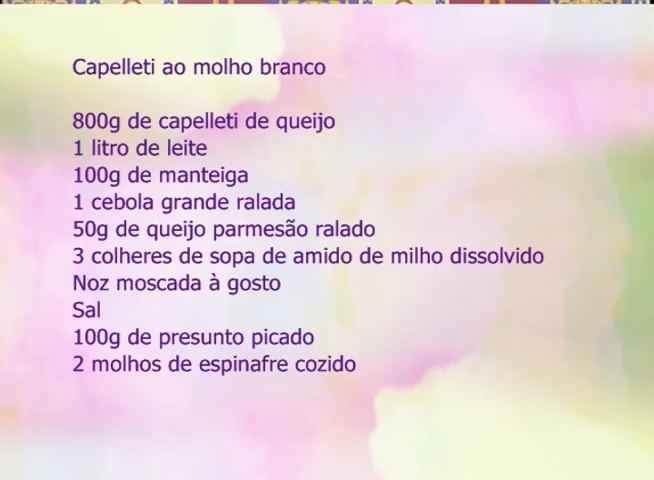 Capelleti ao molho branco
800g de capelleti de queijo
1 litro de leite
100g de manteiga
1 cebola grande ralada
50g de queijo parmesão ralado
3 colheres de sopa de amido de milho dissolvido
Noz moscada à gosto
Sal
100g de presunto picado
2 molhos de espinafre cozido